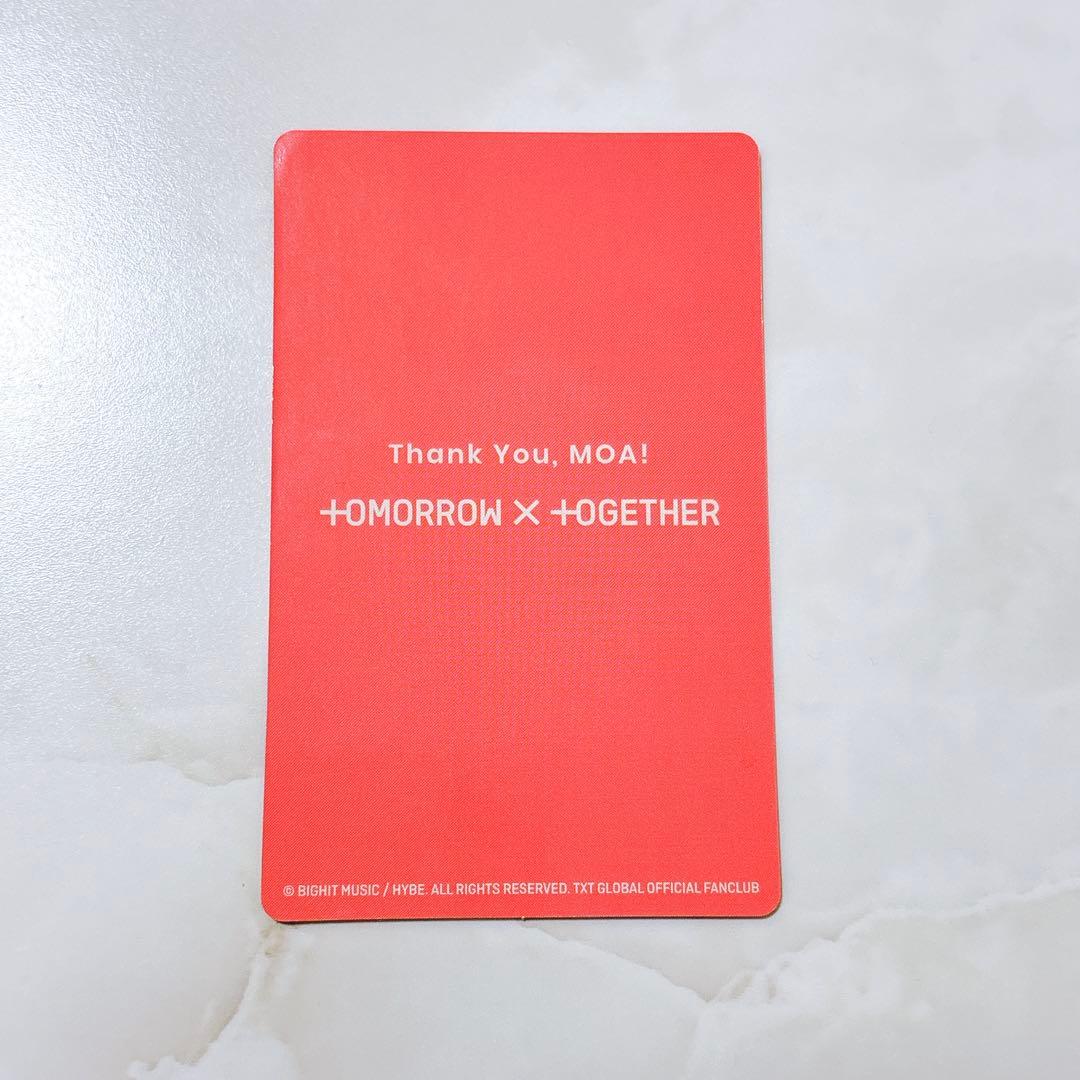 Thank You, MOA!
TOMORROW X TOGETHER
© BIGHIT MUSIC / HYBE. ALL RIGHTS RESERVED. TXT GLOBAL OFFICIAL FANCLUB